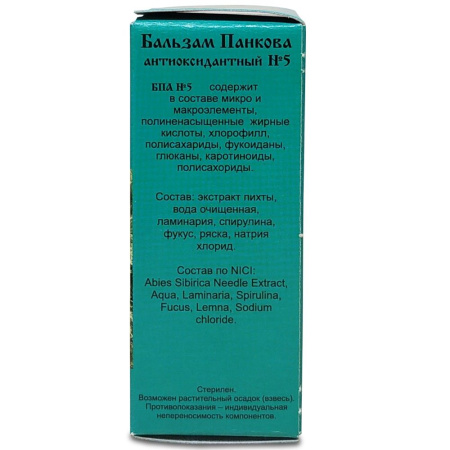 Бальзам Панкова
антиоксидантный №5
БПА №5 содержит
в составе микро и
макроэлементы,
полиненасыщенные жирные
кислоты, хлорофилл,
полисахариды, фукоиданы,
глюканы, каротиноиды,
полисахориды.
Состав: экстракт пихты,
вода очищенная,
ламинария, спирулина,
фукус, ряска, натрия
хлорид.
Состав по NICI:
Abies Sibirica Needle Extract,
Aqua, Laminaria, Spirulina,
Fucus, Lemna, Sodium
chloride.
Стерилен.
Возможен растительный осадок (взвесь).
Противопоказания – индивидуальная
непереносимость компонентов.